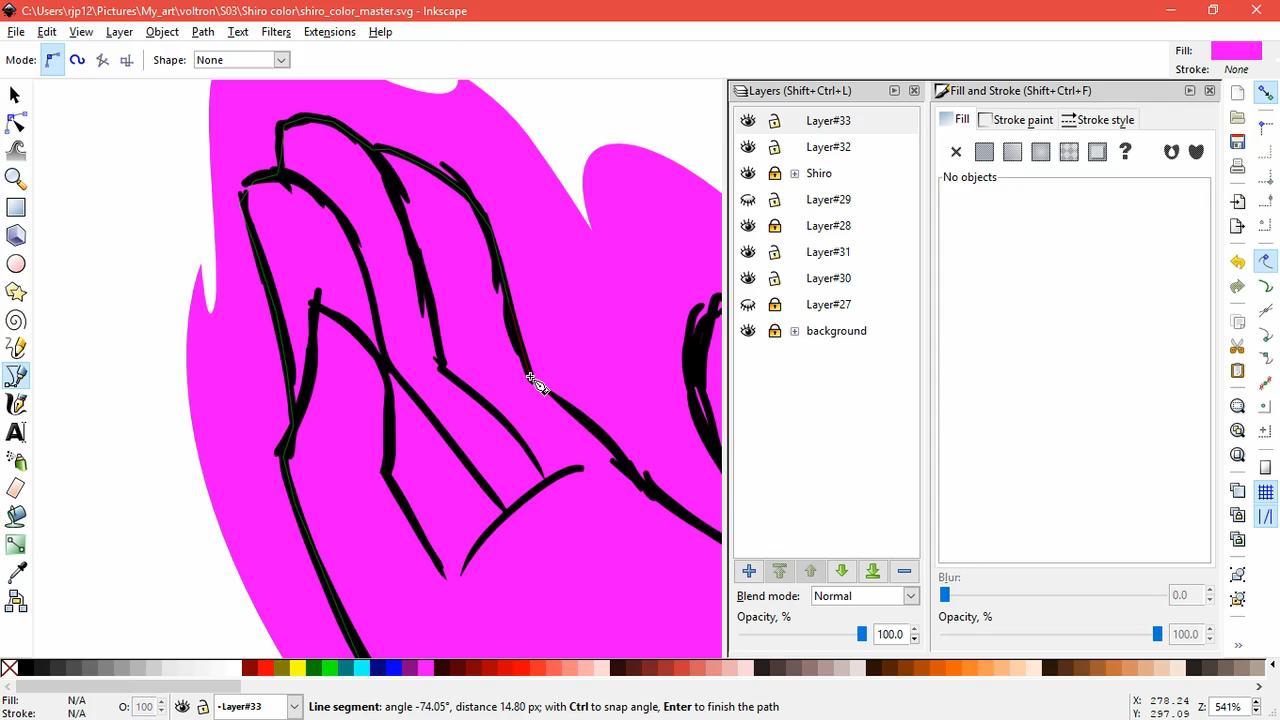 C:\Users\rjp12\Pictures\My_art\voltron\S03\Shiro color\shiro_color_master.svg - Inkscape
File Edit View Layer Object Path Text Filters Extensions Help
Mode: Shape: None Fill: Stroke: None
Layers (Shift+Ctrl+L)
Layer#33
Layer#32
Shiro
Layer#29
Layer#28
Layer#31
Layer#30
Layer#27
background
Blend mode: Normal
Opacity, %
100.0
Fill and Stroke (Shift+Ctrl+F)
Fill Stroke paint Stroke style
No objects
Blur:
0.0
Opacity, %
100.0
Fill: N/A
Stroke: N/A
O: 100
Layer#33
Line segment: angle -74.05°, distance 14.80 px; with Ctrl to snap angle, Enter to finish the path
X: 278.24
Y: 297.05
Z: 541%